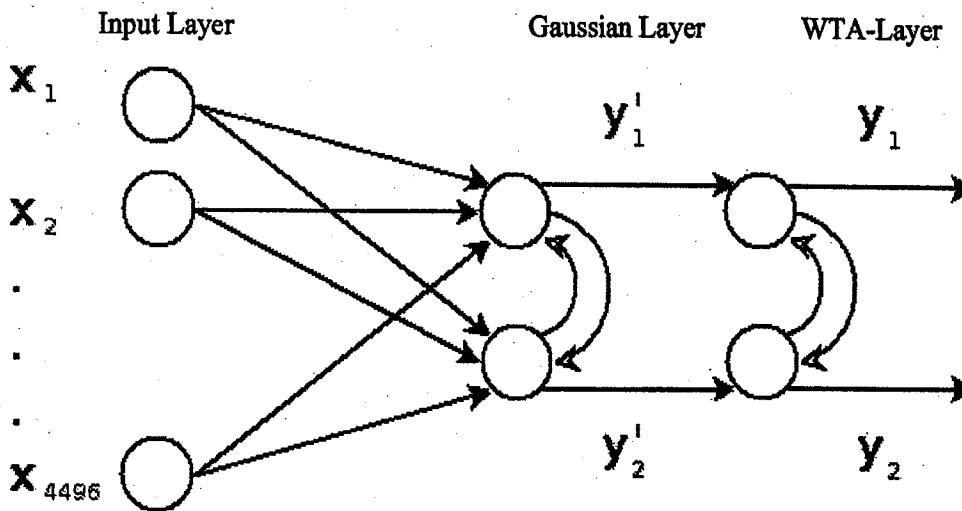 Input Layer Gaussian Layer WTA-Layer
x1 y'1 y1
x2
.
.
.
x4496 y'2 y2